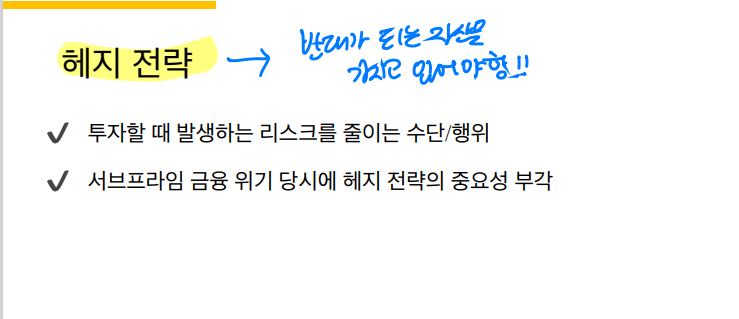 헤지 전략
반대가 되는 자산을
가지고 있어야함!!
투자할 때 발생하는 리스크를 줄이는 수단/행위
서브프라임 금융 위기 당시에 헤지 전략의 중요성 부각